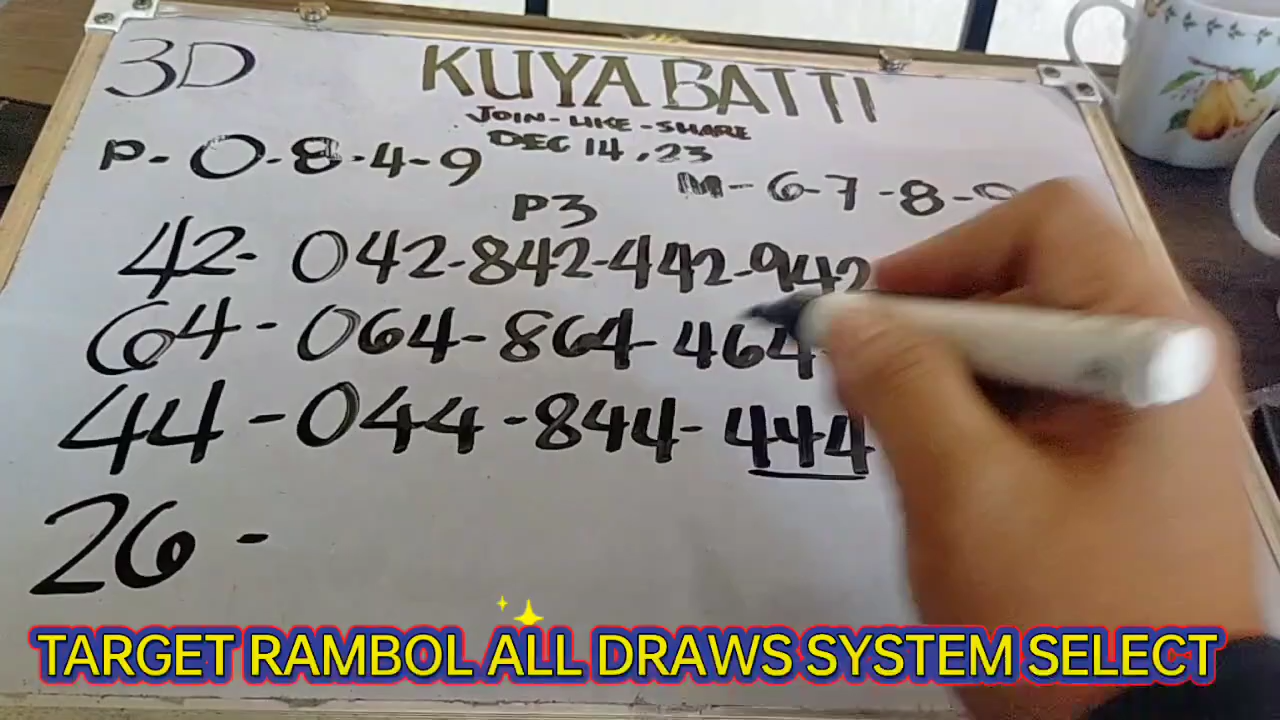 3D
KUYA BATTI
JOIN-LIKE-SHARE
DEC 14, 23
P-0-8-4-9
M-6-7-8-9
P3
42-042-842-442-942
64-064-864-464
44-044-844-444
26-
TARGET RAMBOL ALL DRAWS SYSTEM SELECT